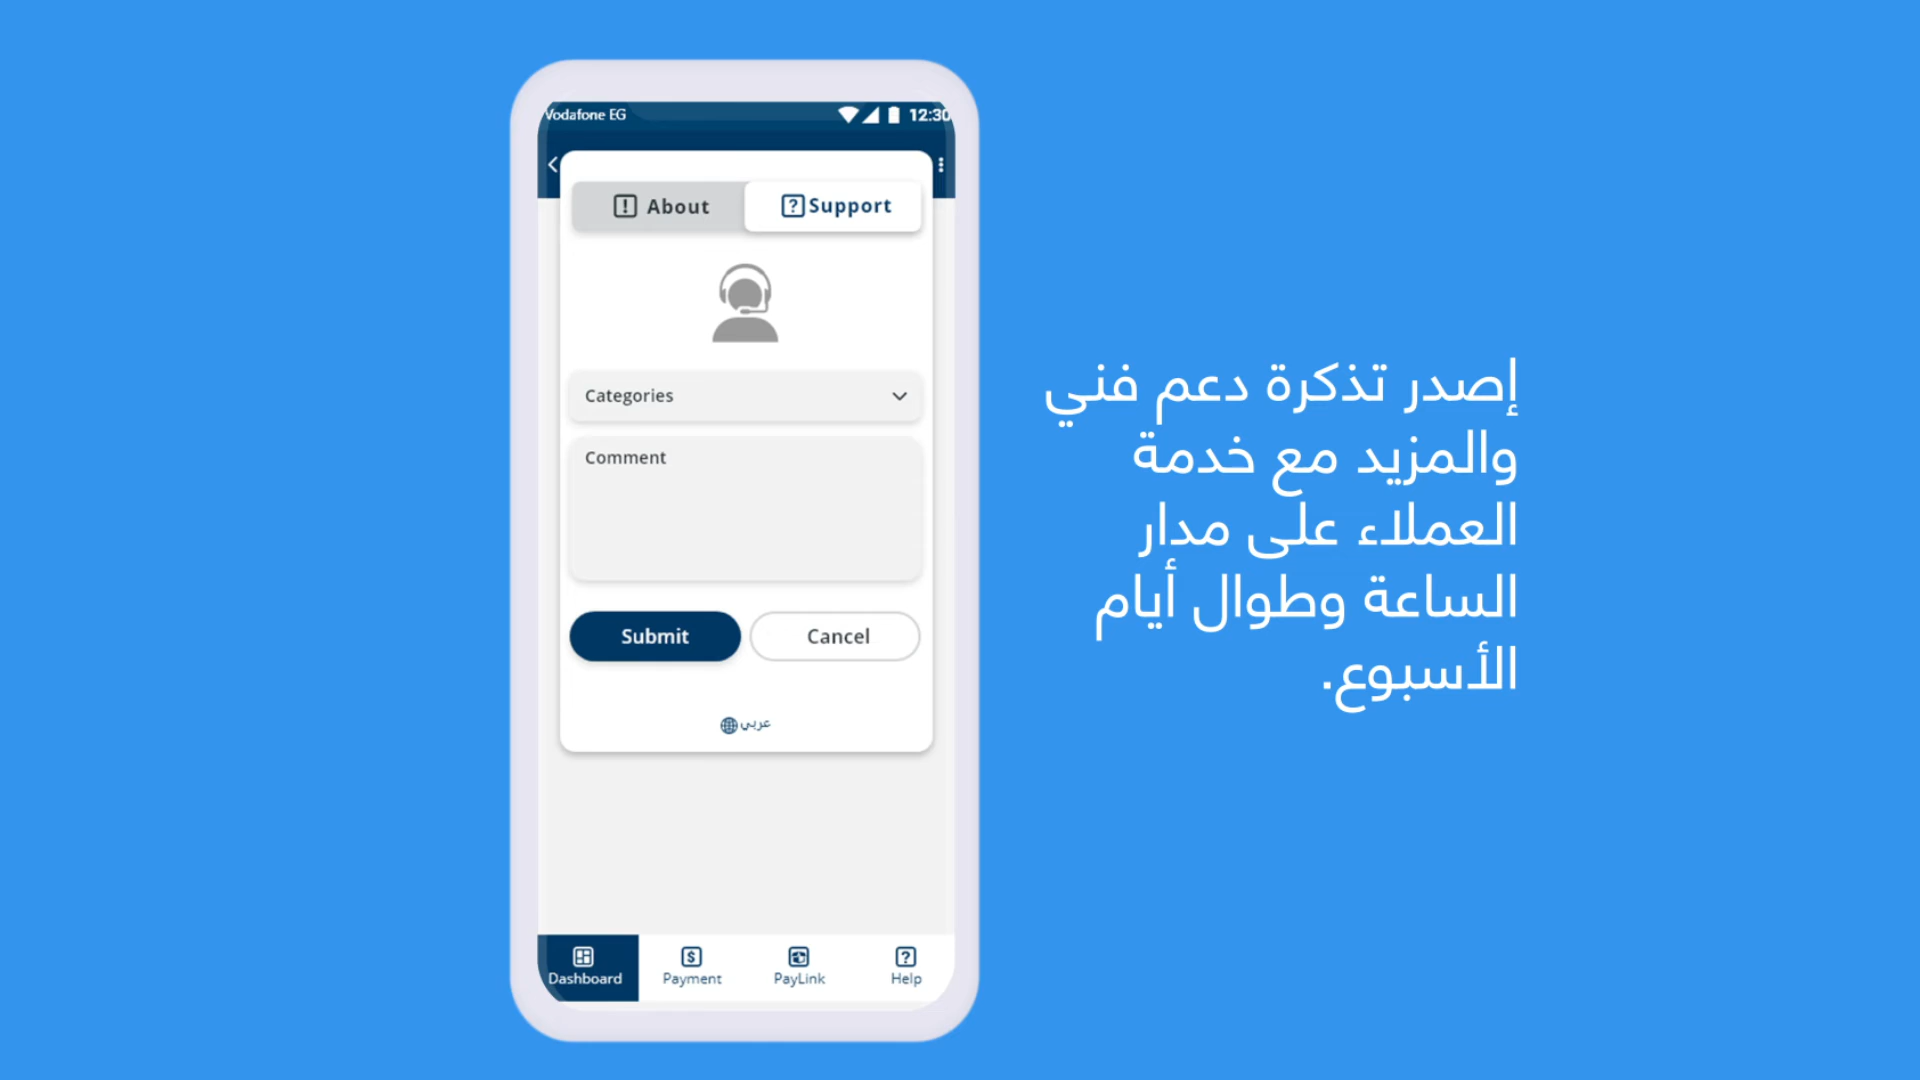 Vodafone EG
12:30
About
Support
Categories
Comment
Submit
Cancel
عربي
Dashboard
Payment
PayLink
Help
إصدر تذكرة دعم فني
والمزيد مع خدمة
العملاء على مدار
الساعة وطوال أيام
الأسبوع.